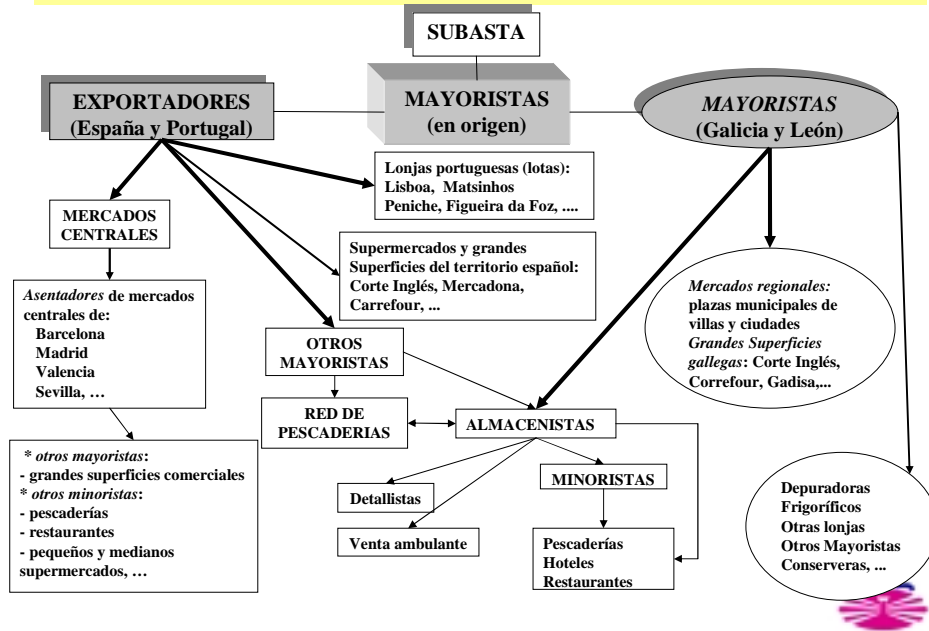 SUBASTA
EXPORTADORES
(España y Portugal)
MAYORISTAS
(en origen)
MAYORISTAS
(Galicia y León)
Lonjas portuguesas (lotas):
Lisboa, Matsinhos
Peniche, Figueira da Foz, ....
MERCADOS
CENTRALES
Supermercados y grandes
Superficies del territorio español:
Corte Inglés, Mercadona,
Carrefour, ...
Asentadores de mercados
centrales de:
Barcelona
Madrid
Valencia
Sevilla, …
Mercados regionales:
plazas municipales de
villas y ciudades
Grandes Superficies
gallegas: Corte Inglés,
Correfour, Gadisa,...
OTROS
MAYORISTAS
RED DE
PESCADERIAS
ALMACENISTAS
* otros mayoristas:
- grandes superficies comerciales
* otros minoristas:
- pescaderías
- restaurantes
- pequeños y medianos
supermercados, …
Detallistas
MINORISTAS
Venta ambulante
Pescaderías
Hoteles
Restaurantes
Depuradoras
Frigoríficos
Otras lonjas
Otros Mayoristas
Conserveras, ...